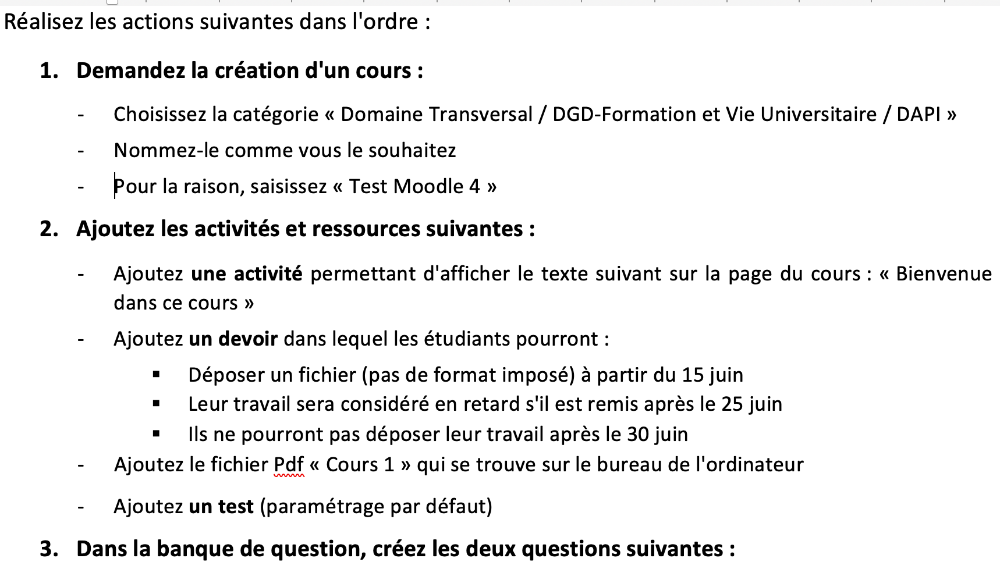 Réalisez les actions suivantes dans l'ordre :
1. Demandez la création d'un cours :
- Choisissez la catégorie « Domaine Transversal / DGD-Formation et Vie Universitaire / DAPI »
- Nommez-le comme vous le souhaitez
- Pour la raison, saisissez « Test Moodle 4 »
2. Ajoutez les activités et ressources suivantes :
- Ajoutez une activité permettant d'afficher le texte suivant sur la page du cours : « Bienvenue
dans ce cours »
- Ajoutez un devoir dans lequel les étudiants pourront :
▪ Déposer un fichier (pas de format imposé) à partir du 15 juin
▪ Leur travail sera considéré en retard s'il est remis après le 25 juin
▪ Ils ne pourront pas déposer leur travail après le 30 juin
- Ajoutez le fichier Pdf « Cours 1 » qui se trouve sur le bureau de l'ordinateur
- Ajoutez un test (paramétrage par défaut)
3. Dans la banque de question, créez les deux questions suivantes :